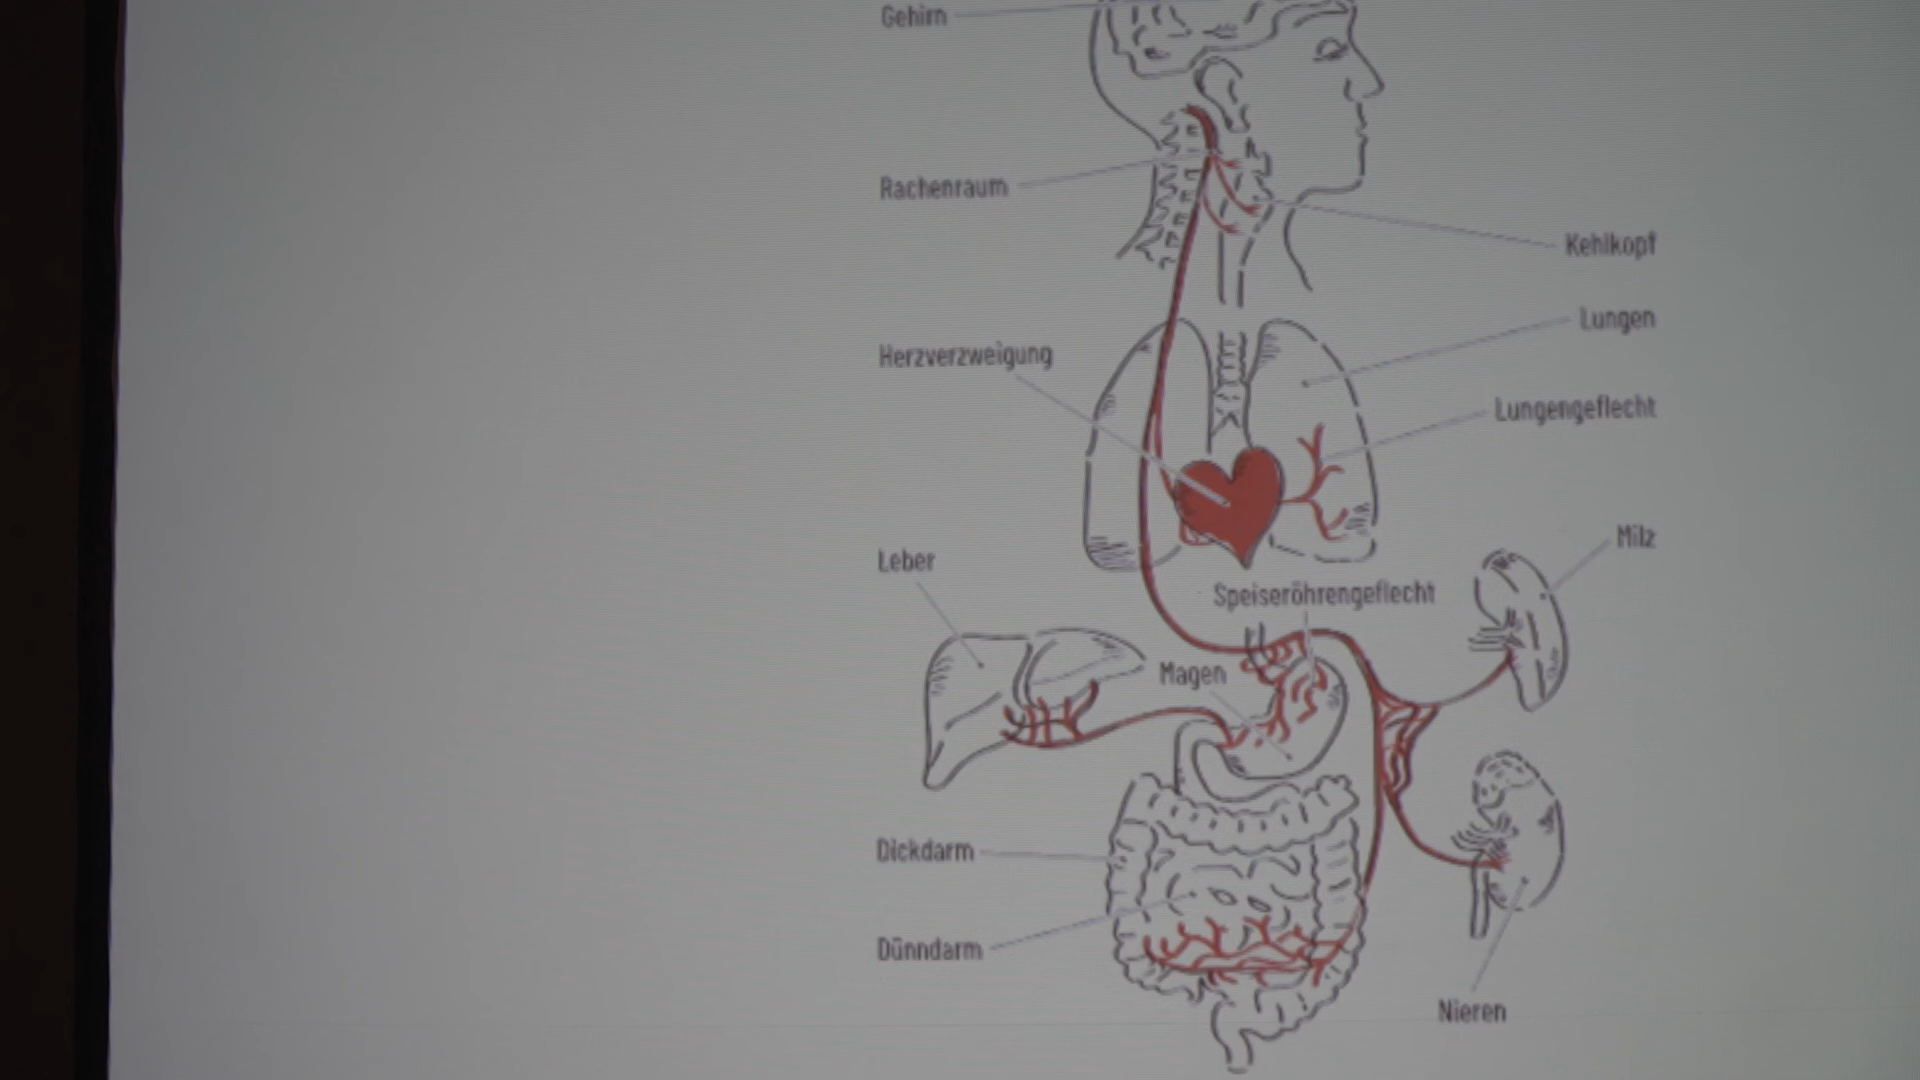 Gehirn
Rachenraum
Kehlkopf
Lungen
Herzverzweigung
Lungengeflecht
Milz
Leber
Speiseröhrengeflecht
Magen
Dickdarm
Dünndarm
Nieren